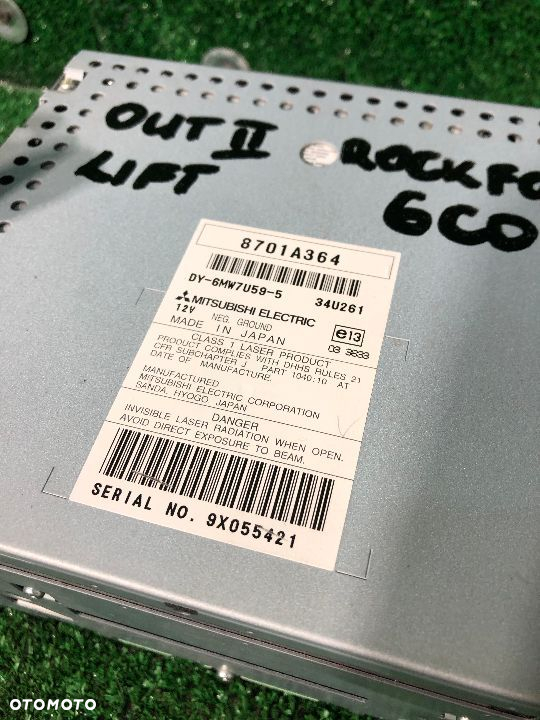 OUT II ROCKFO
LIFT 6CD
8701A364
DY-6MW7U59-5 34U261
MITSUBISHI ELECTRIC
12V NEG. GROUND e13
MADE IN JAPAN 03 3633
CLASS 1 LASER PRODUCT
PRODUCT COMPLIES WITH DHHS RULES 21
CFR SUBCHAPTER J PART 1040.10 AT
DATE OF MANUFACTURE.
MANUFACTURED
MITSUBISHI ELECTRIC CORPORATION
SANDA, HYOGO JAPAN
DANGER
INVISIBLE LASER RADIATION WHEN OPEN.
AVOID DIRECT EXPOSURE TO BEAM.
SERIAL NO. 9X055421
OTOMOTO